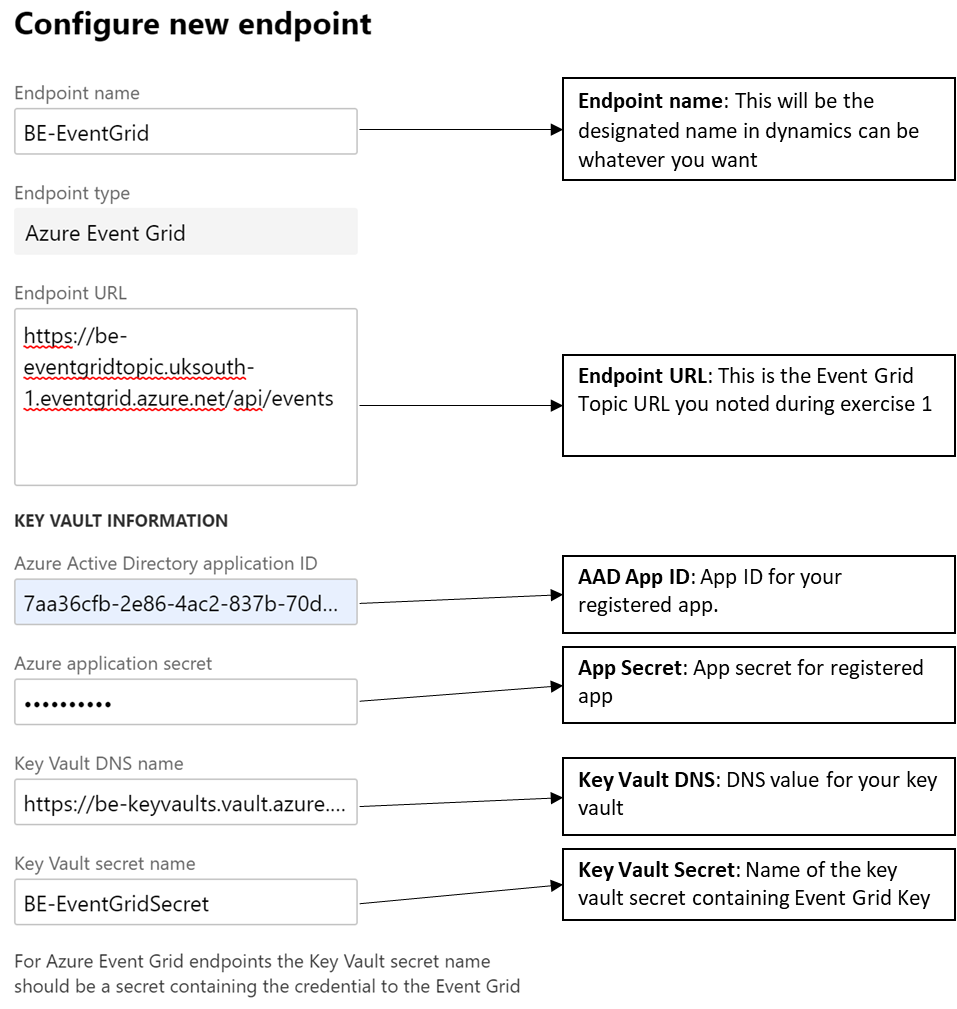 Configure new endpoint
Endpoint name
BE-EventGrid
Endpoint name: This will be the
designated name in dynamics can be
whatever you want
Endpoint type
Azure Event Grid
Endpoint URL
https://be-
eventgridtopic.uksouth-
1.eventgrid.azure.net/api/events
Endpoint URL: This is the Event Grid
Topic URL you noted during exercise 1
KEY VAULT INFORMATION
Azure Active Directory application ID
7aa36cfb-2e86-4ac2-837b-70d...
AAD App ID: App ID for your
registered app.
Azure application secret
••••••••••
App Secret: App secret for registered
app
Key Vault DNS name
https://be-keyvaults.vault.azure....
Key Vault DNS: DNS value for your key
vault
Key Vault secret name
BE-EventGridSecret
Key Vault Secret: Name of the key
vault secret containing Event Grid Key
For Azure Event Grid endpoints the Key Vault secret name
should be a secret containing the credential to the Event Grid